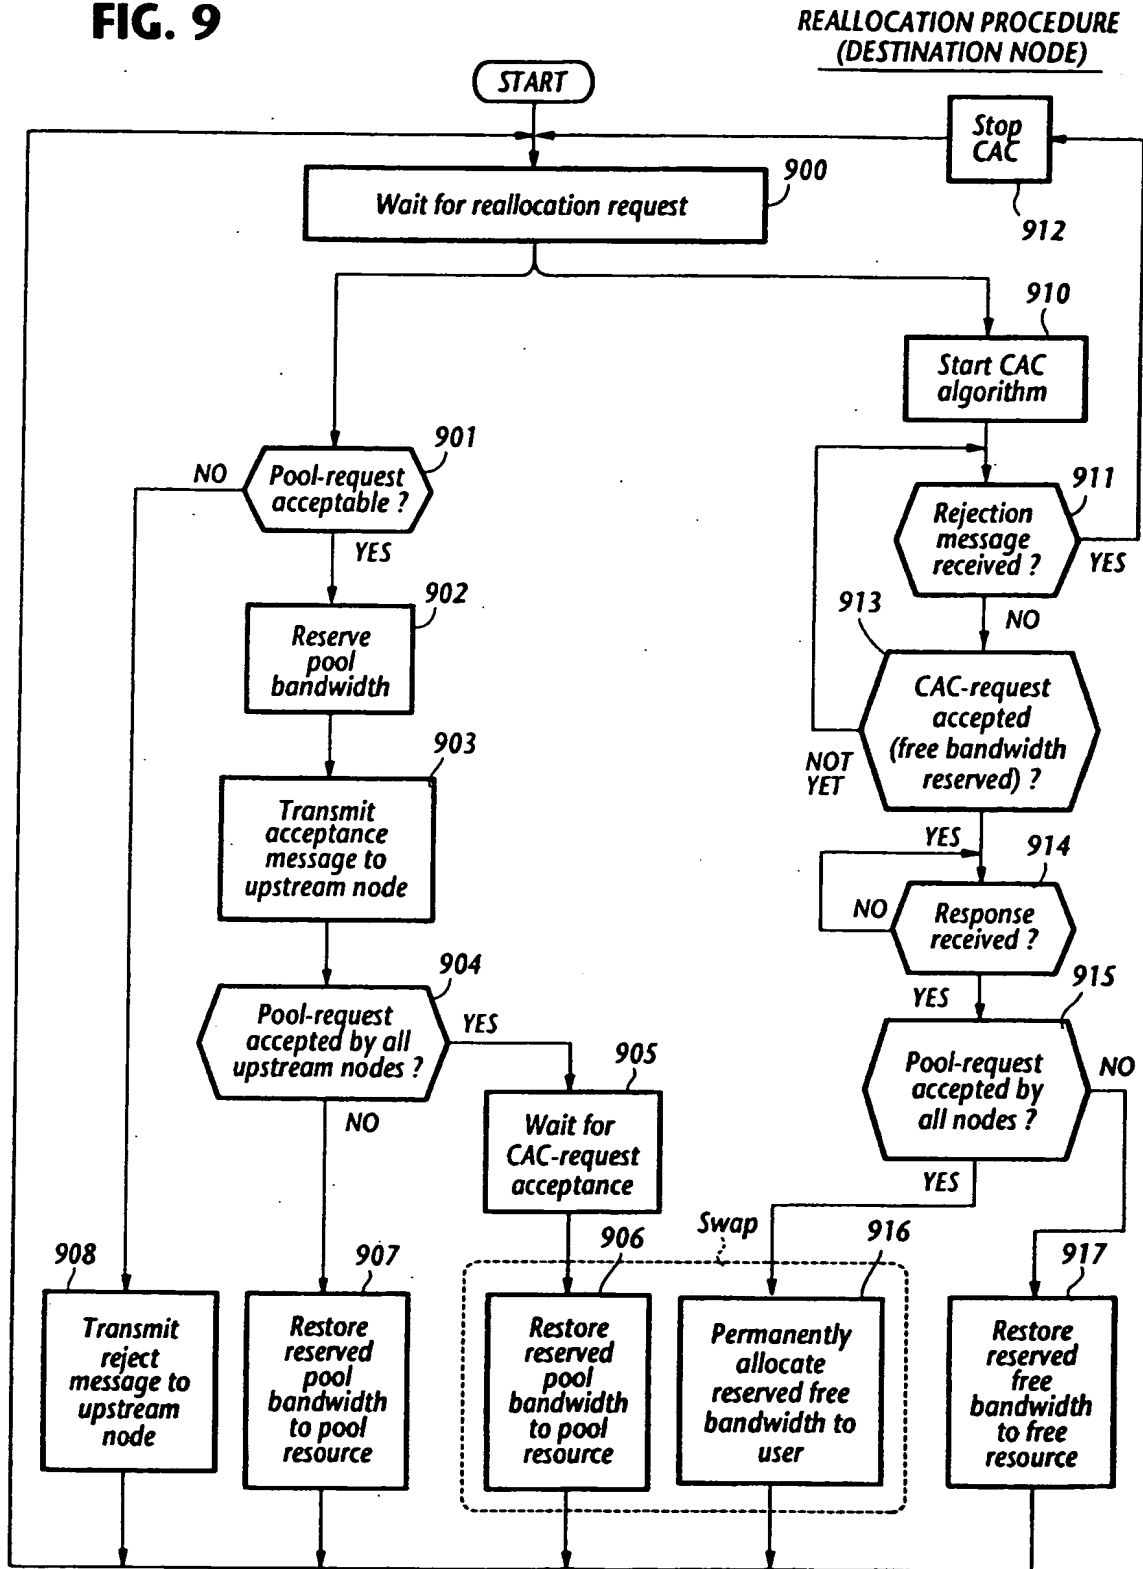 FIG. 9
REALLOCATION PROCEDURE
(DESTINATION NODE)
START
Stop
CAC
912
900
Wait for reallocation request
910
Start CAC
algorithm
901
NO
Pool-request
acceptable ?
YES
911
Rejection
message
received ?
YES
NO
902
Reserve
pool
bandwidth
913
CAC-request
accepted
(free bandwidth
reserved) ?
NOT
YET
YES
903
Transmit
acceptance
message to
upstream node
914
NO
Response
received ?
YES
904
Pool-request
accepted by all
upstream nodes ?
YES
NO
915
Pool-request
accepted by
all nodes ?
NO
YES
905
Wait for
CAC-request
acceptance
Swap
908
Transmit
reject
message to
upstream
node
907
Restore
reserved
pool
bandwidth
to pool
resource
906
Restore
reserved
pool
bandwidth
to pool
resource
916
Permanently
allocate
reserved free
bandwidth to
user
917
Restore
reserved
free
bandwidth
to free
resource